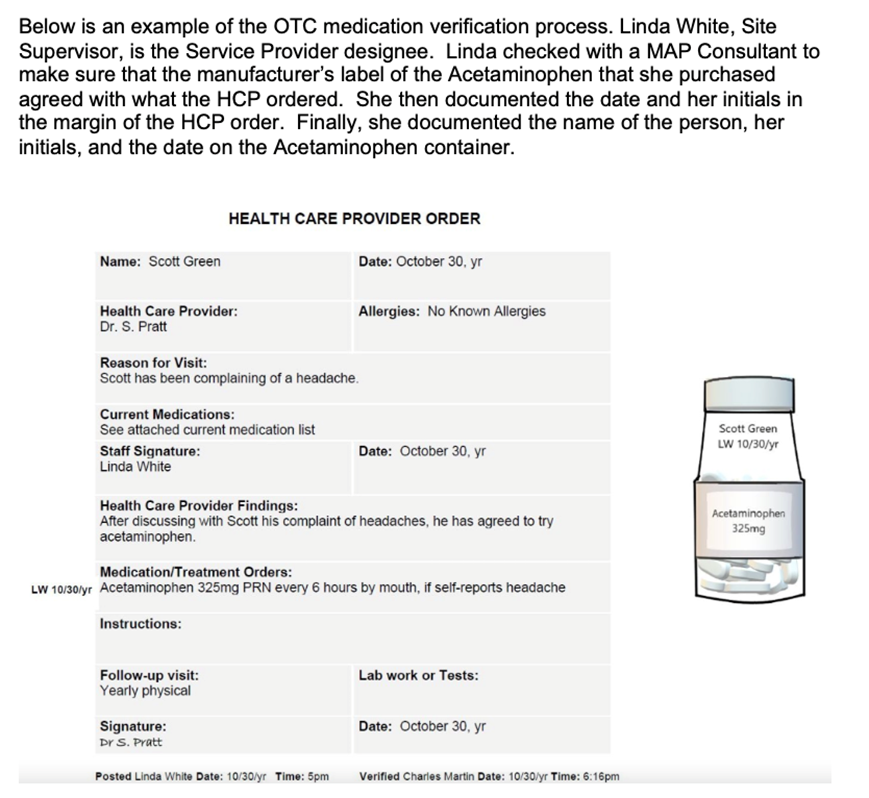 Below is an example of the OTC medication verification process. Linda White, Site
Supervisor, is the Service Provider designee.  Linda checked with a MAP Consultant to
make sure that the manufacturer's label of the Acetaminophen that she purchased
agreed with what the HCP ordered.  She then documented the date and her initials in
the margin of the HCP order.  Finally, she documented the name of the person, her
initials, and the date on the Acetaminophen container.
HEALTH CARE PROVIDER ORDER
Name:  Scott Green
Date: October 30, yr
Health Care Provider:
Dr. S. Pratt
Allergies:  No Known Allergies
Reason for Visit:
Scott has been complaining of a headache.
Current Medications:
See attached current medication list
Staff Signature:
Linda White
Date:  October 30, yr
Health Care Provider Findings:
After discussing with Scott his complaint of headaches, he has agreed to try
acetaminophen.
Medication/Treatment Orders:
LW 10/30/yr Acetaminophen 325mg PRN every 6 hours by mouth, if self-reports headache
Instructions:
Follow-up visit:
Yearly physical
Lab work or Tests:
Signature:
Dr S. Pratt
Date:  October 30, yr
Posted Linda White Date: 10/30/yr  Time: 5pm
Verified Charles Martin Date: 10/30/yr Time: 6:16pm
Scott Green
LW 10/30/yr
Acetaminophen
325mg